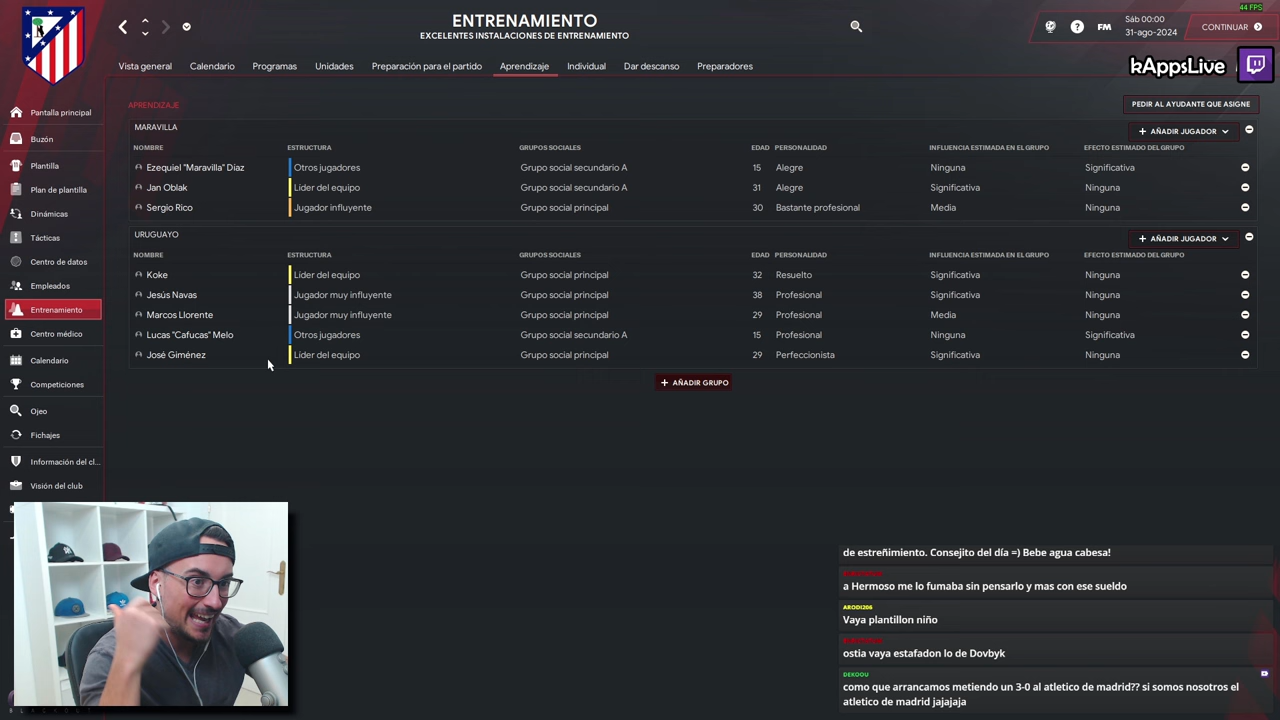 44 FPS
ENTRENAMIENTO
EXCELENTES INSTALACIONES DE ENTRENAMIENTO
FM
Sáb 00:00
31-ago-2024
CONTINUAR
Vista general Calendario Programas Unidades Preparación para el partido Aprendizaje Individual Dar descanso Preparadores
kAppsLive
APRENDIZAJE
PEDIR AL AYUDANTE QUE ASIGNE
MARAVILLA
+ AÑADIR JUGADOR
NOMBRE ESTRUCTURA GRUPOS SOCIALES EDAD PERSONALIDAD INFLUENCIA ESTIMADA EN EL GRUPO EFECTO ESTIMADO DEL GRUPO
Ezequiel "Maravilla" Díaz Otros jugadores Grupo social secundario A 15 Alegre Ninguna Significativa
Jan Oblak Líder del equipo Grupo social secundario A 31 Alegre Significativa Ninguna
Sergio Rico Jugador influyente Grupo social principal 30 Bastante profesional Media Ninguna
URUGUAYO
+ AÑADIR JUGADOR
NOMBRE ESTRUCTURA GRUPOS SOCIALES EDAD PERSONALIDAD INFLUENCIA ESTIMADA EN EL GRUPO EFECTO ESTIMADO DEL GRUPO
Koke Líder del equipo Grupo social principal 32 Resuelto Significativa Ninguna
Jesús Navas Jugador muy influyente Grupo social principal 38 Profesional Significativa Ninguna
Marcos Llorente Jugador muy influyente Grupo social principal 29 Profesional Media Ninguna
Lucas "Cafucas" Melo Otros jugadores Grupo social secundario A 15 Profesional Ninguna Significativa
José Giménez Líder del equipo Grupo social principal 29 Perfeccionista Significativa Ninguna
+ AÑADIR GRUPO
Pantalla principal
Buzón
Plantilla
Plan de plantilla
Dinámicas
Tácticas
Centro de datos
Empleados
Entrenamiento
Centro médico
Calendario
Competiciones
Ojeo
Fichajes
Información del cl...
Visión del club
de estreñimiento. Consejito del día =) Bebe agua cabesa!
a Hermoso me lo fumaba sin pensarlo y mas con ese sueldo
ARODI206
Vaya plantillon niño
ostia vaya estafadon lo de Dovbyk
DEKOOU
como que arrancamos metiendo un 3-0 al atletico de madrid?? si somos nosotros el
atletico de madrid jajajaja